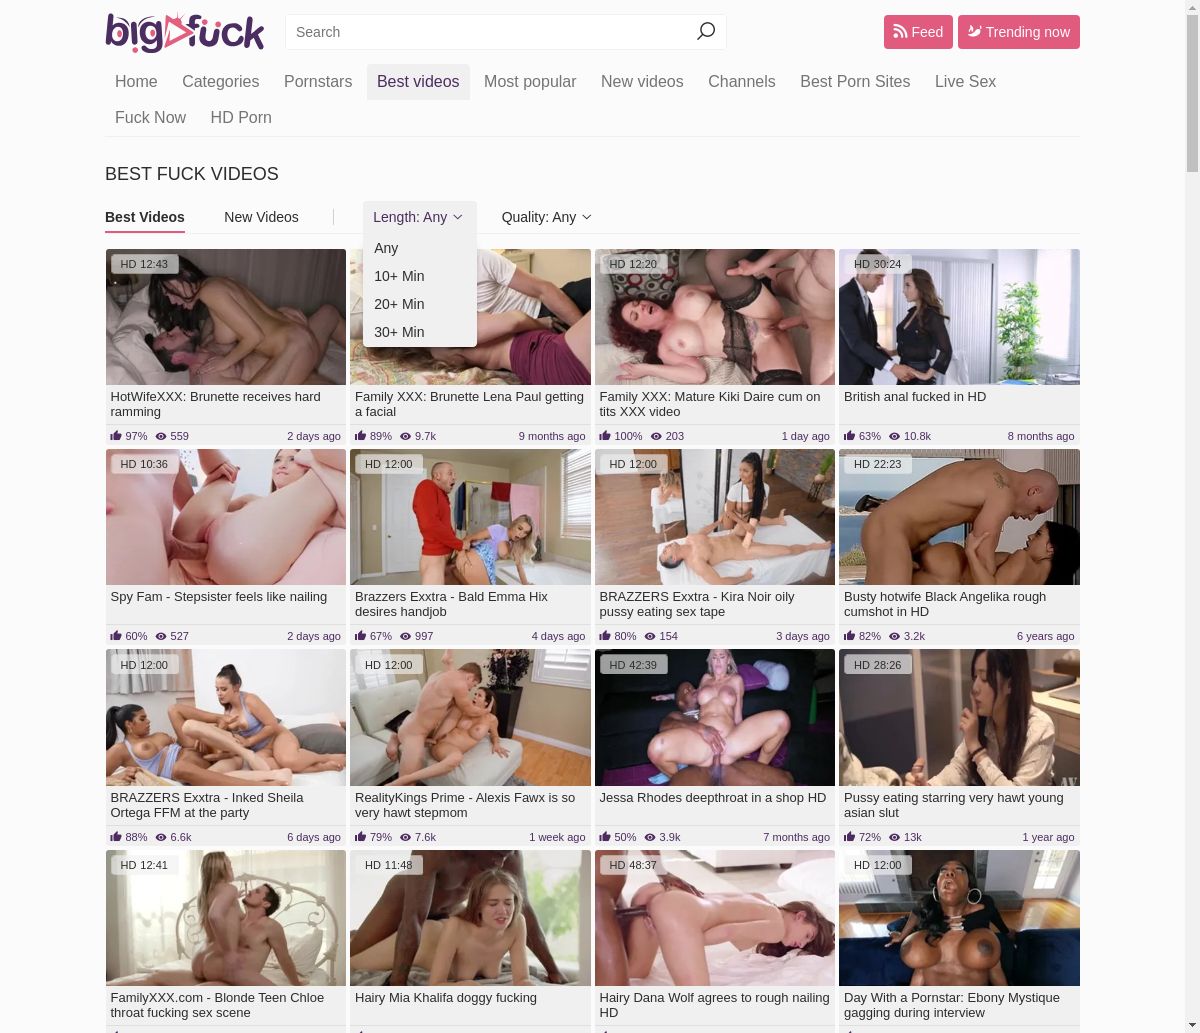 bigfuck
Search
Feed
Trending now
Home Categories Pornstars Best videos Most popular New videos Channels Best Porn Sites Live Sex
Fuck Now HD Porn
BEST FUCK VIDEOS
Best Videos New Videos Length: Any Quality: Any
Any
10+ Min
20+ Min
30+ Min
HD 12:43
HD 12:20
HD 30:24
HotWifeXXX: Brunette receives hard
ramming
97% 559 2 days ago
Family XXX: Brunette Lena Paul getting
a facial
89% 9.7k 9 months ago
Family XXX: Mature Kiki Daire cum on
tits XXX video
100% 203 1 day ago
British anal fucked in HD
63% 10.8k 8 months ago
HD 10:36
HD 12:00
HD 12:00
HD 22:23
Spy Fam - Stepsister feels like nailing
60% 527 2 days ago
Brazzers Exxtra - Bald Emma Hix
desires handjob
67% 997 4 days ago
BRAZZERS Exxtra - Kira Noir oily
pussy eating sex tape
80% 154 3 days ago
Busty hotwife Black Angelika rough
cumshot in HD
82% 3.2k 6 years ago
HD 12:00
HD 12:00
HD 42:39
HD 28:26
AV
BRAZZERS Exxtra - Inked Sheila
Ortega FFM at the party
88% 6.6k 6 days ago
RealityKings Prime - Alexis Fawx is so
very hawt stepmom
79% 7.6k 1 week ago
Jessa Rhodes deepthroat in a shop HD
50% 3.9k 7 months ago
Pussy eating starring very hawt young
asian slut
72% 13k 1 year ago
HD 12:41
HD 11:48
HD 48:37
HD 12:00
FamilyXXX.com - Blonde Teen Chloe
throat fucking sex scene
Hairy Mia Khalifa doggy fucking
Hairy Dana Wolf agrees to rough nailing
HD
Day With a Pornstar: Ebony Mystique
gagging during interview